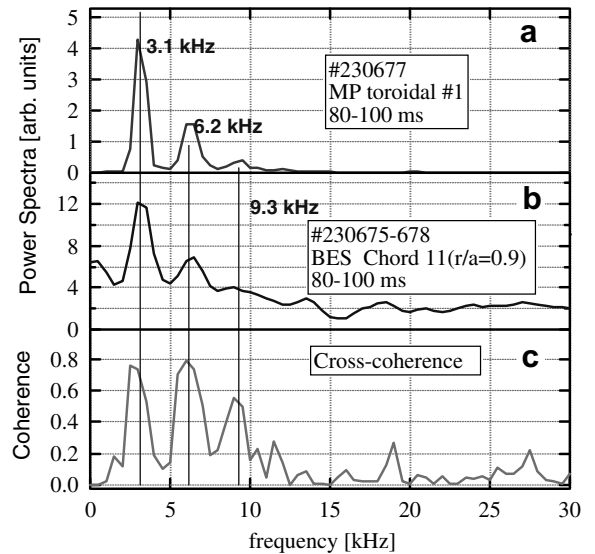 5
4
3
2
1
0
Power Spectra [arb. units]
a
3.1 kHz
#230677
MP toroidal #1
80-100 ms
6.2 kHz
12
8
4
0
b
9.3 kHz
#230675-678
BES Chord 11(r/a=0.9)
80-100 ms
0.8
0.6
0.4
0.2
0.0
Coherence
Cross-coherence
c
0 5 10 15 20 25 30
frequency [kHz]